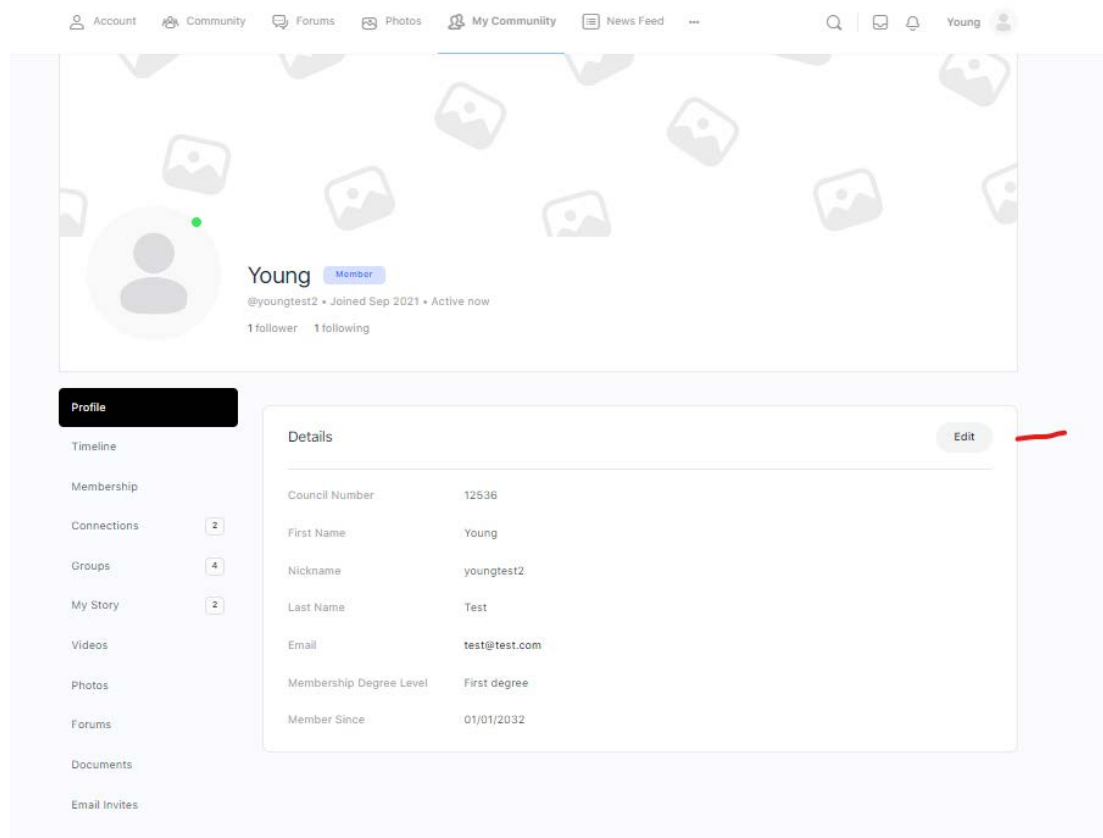 Account Community Forums Photos My Communiity News Feed ... Young
Young Member
@youngtest2 • Joined Sep 2021 • Active now
1 follower 1 following
Profile
Timeline
Membership
Connections 2
Groups 4
My Story 2
Videos
Photos
Forums
Documents
Email Invites
Details Edit
Council Number 12536
First Name Young
Nickname youngtest2
Last Name Test
Email test@test.com
Membership Degree Level First degree
Member Since 01/01/2032